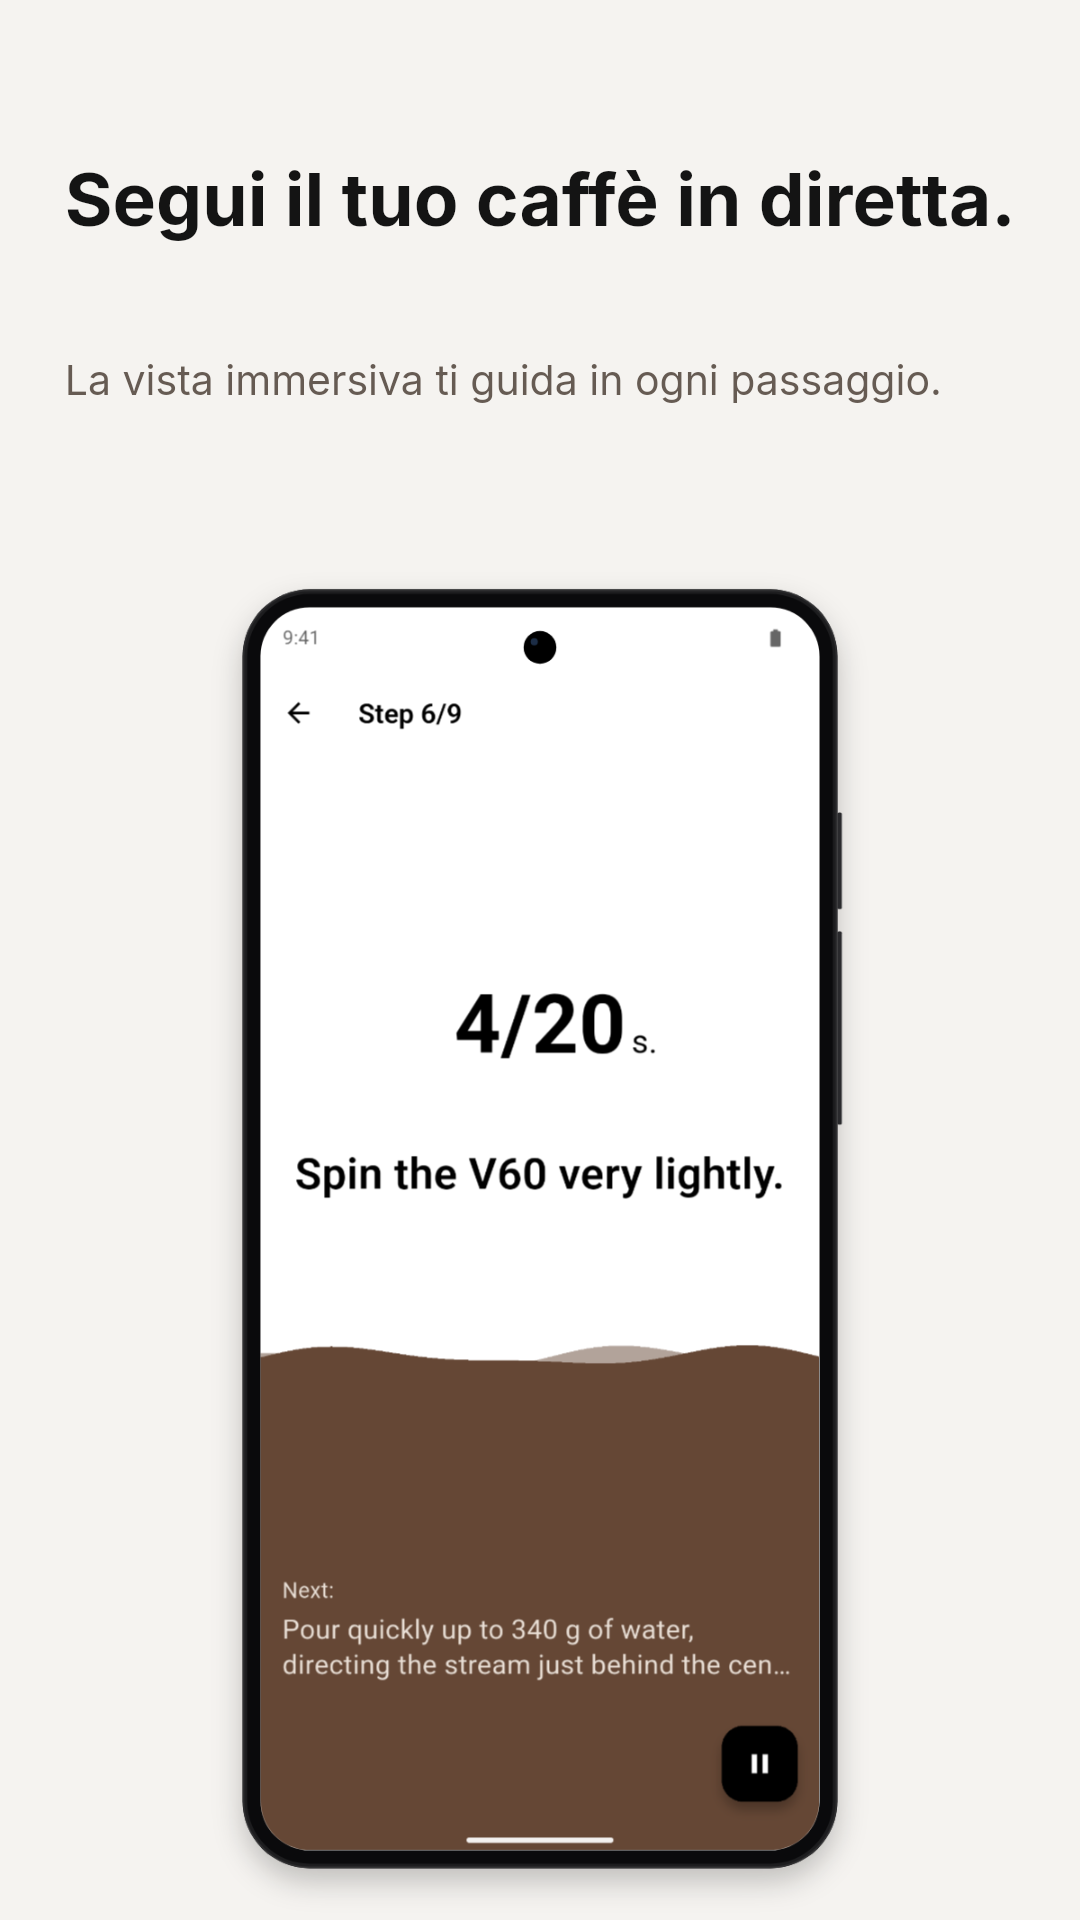 Segui il tuo caffè in diretta.
La vista immersiva ti guida in ogni passaggio.
9:41
Step 6/9
4/20 s.
Spin the V60 very lightly.
Next:
Pour quickly up to 340 g of water,
directing the stream just behind the cen…